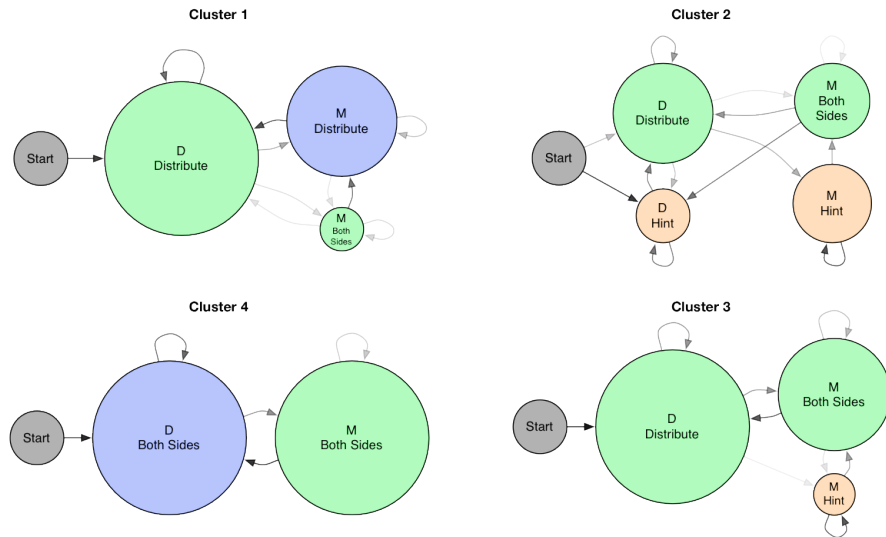 Cluster 1
Start
D
Distribute
M
Distribute
M
Both
Sides
Cluster 2
Start
D
Distribute
M
Both
Sides
D
Hint
M
Hint
Cluster 4
Start
D
Both Sides
M
Both Sides
Cluster 3
Start
D
Distribute
M
Both Sides
M
Hint